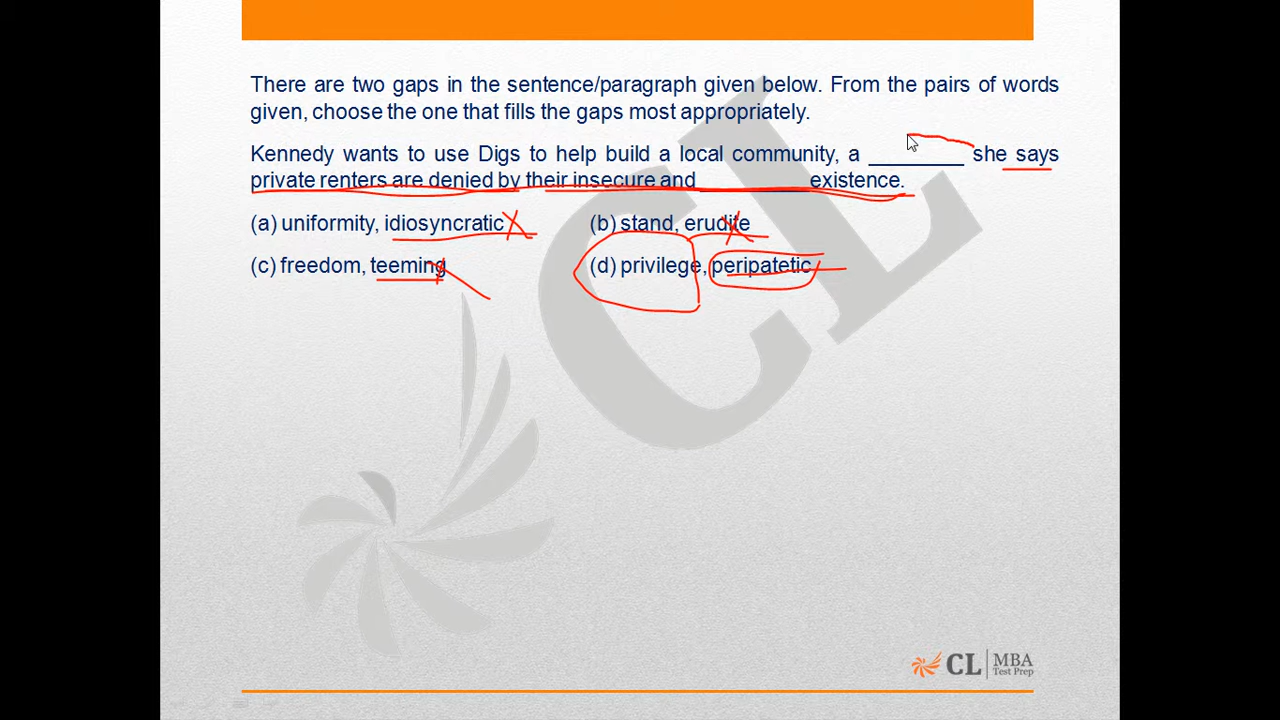 There are two gaps in the sentence/paragraph given below. From the pairs of words
given, choose the one that fills the gaps most appropriately.
Kennedy wants to use Digs to help build a local community, a ________ she says
private renters are denied by their insecure and __________ existence.
(a) uniformity, idiosyncratic (b) stand, erudite
(c) freedom, teeming (d) privilege, peripatetic
CL
CL MBA
Test Prep